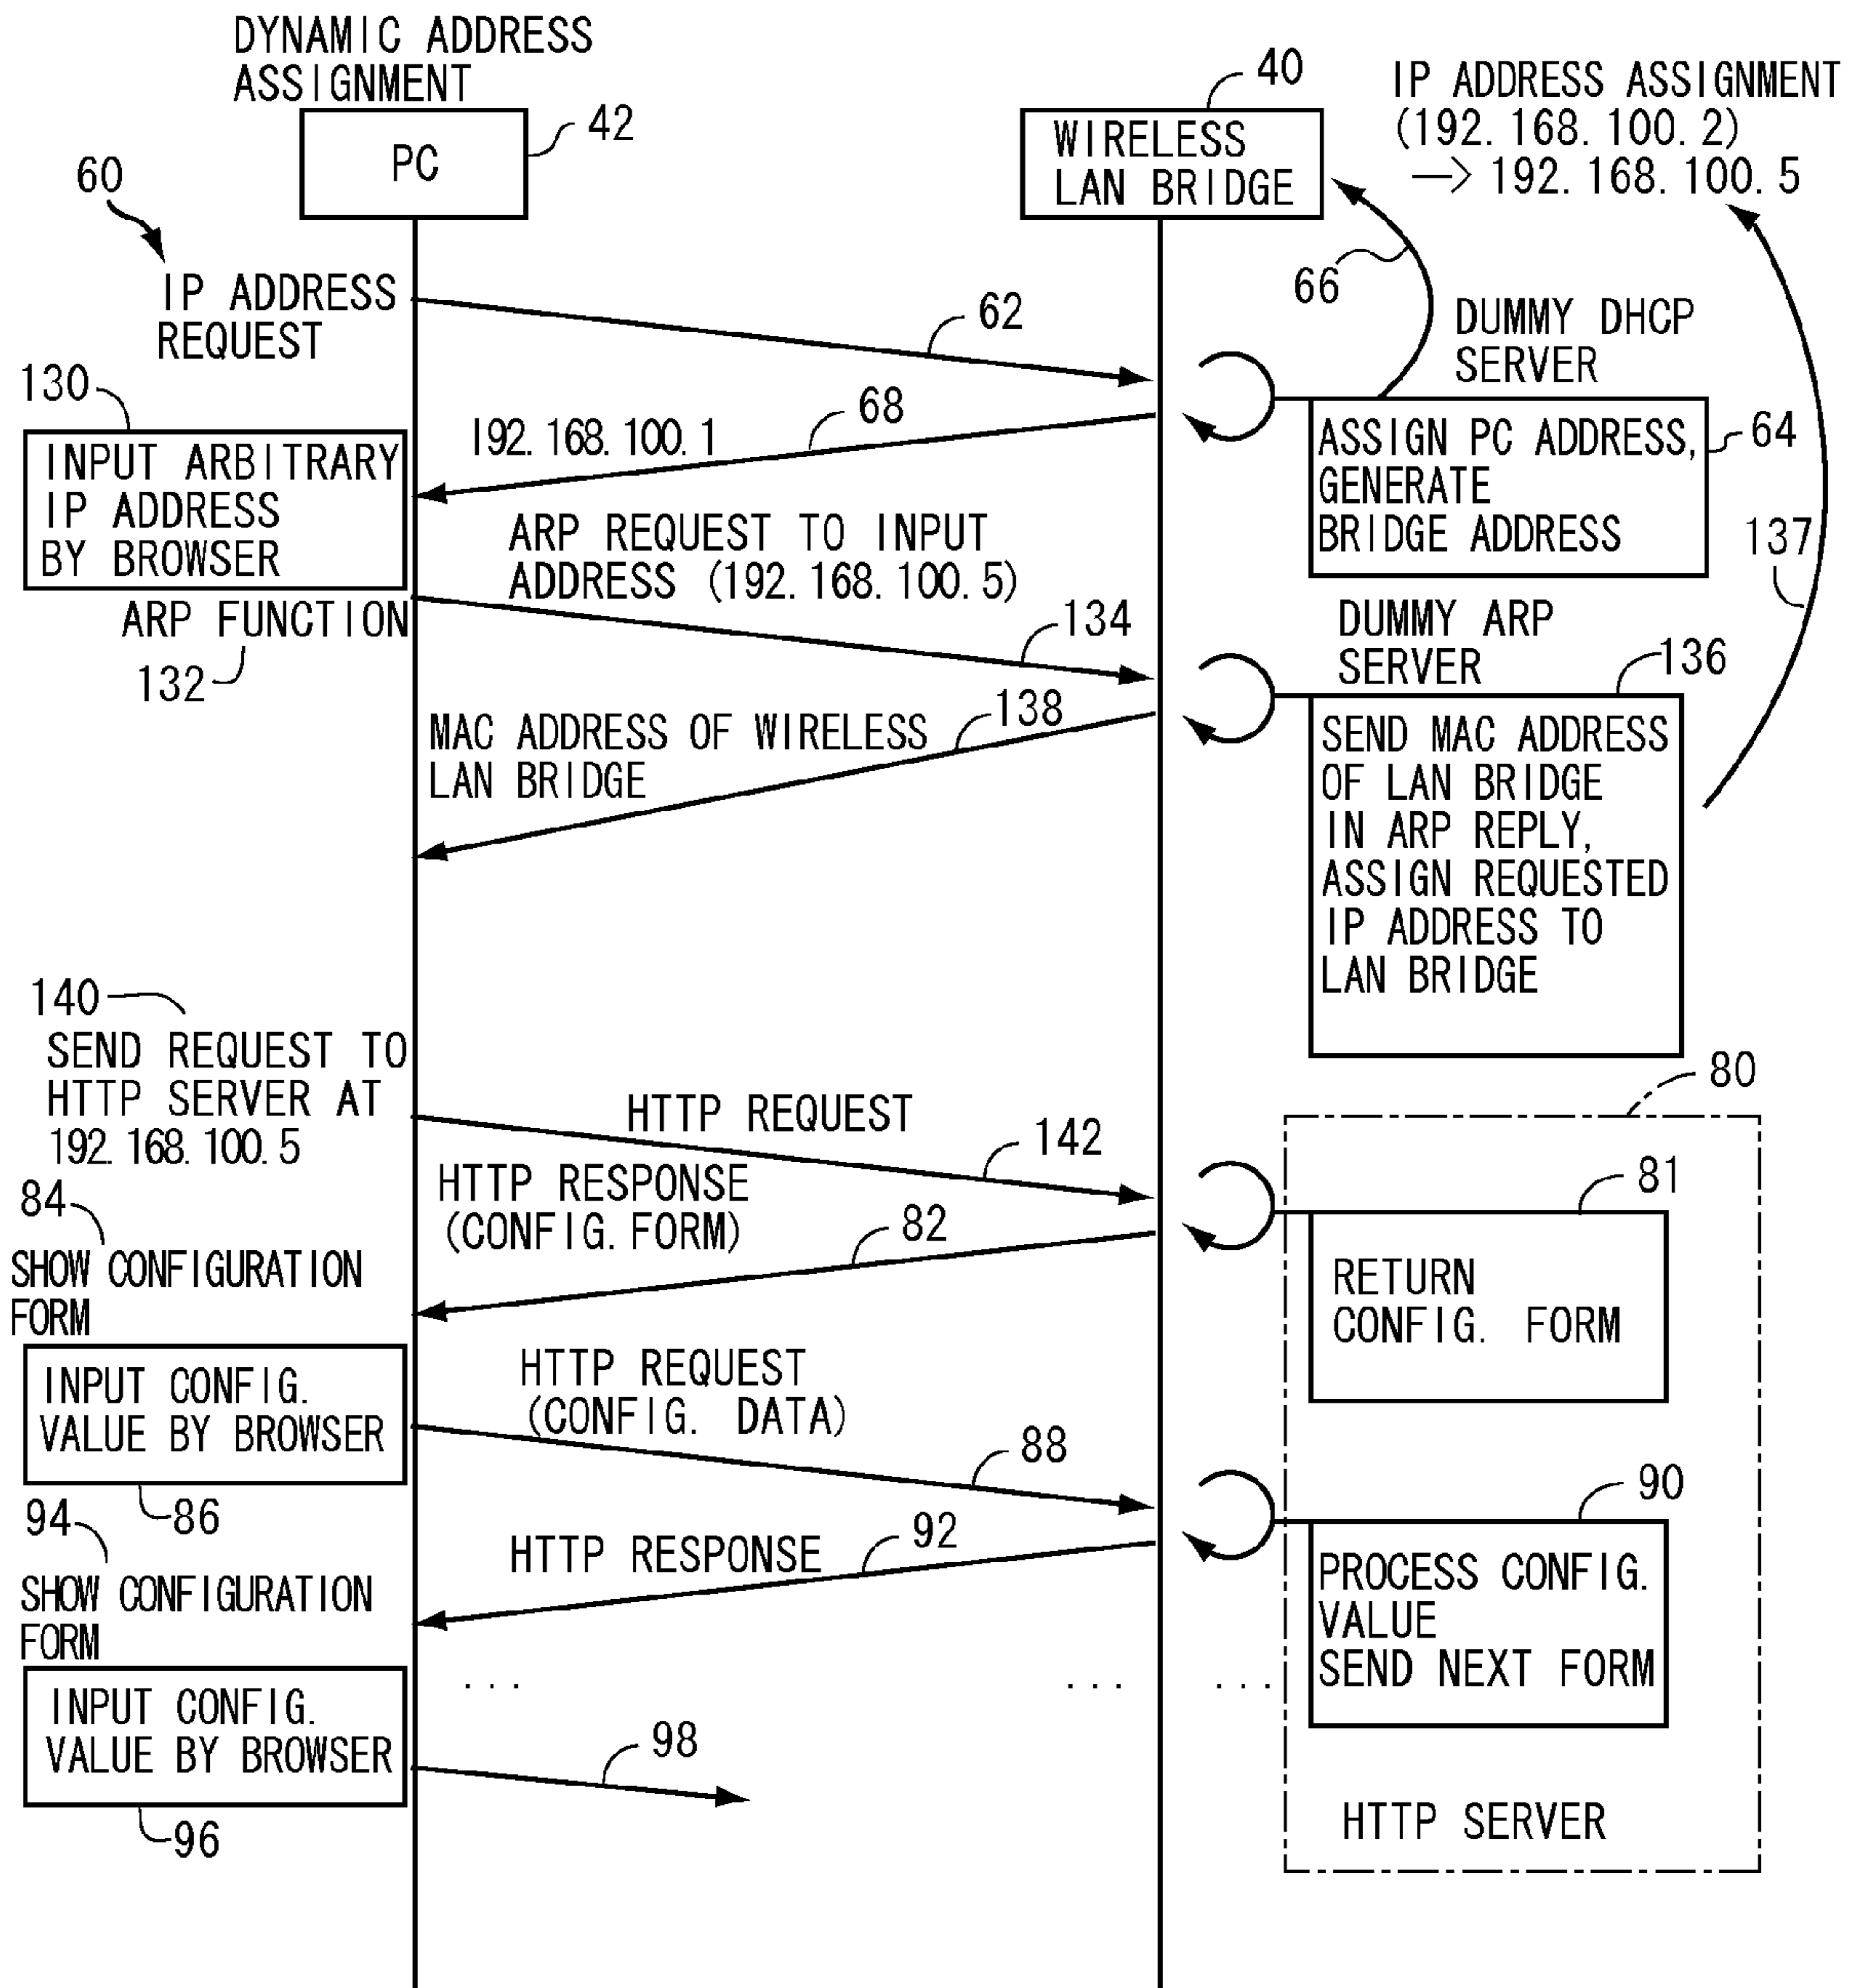 DYNAMIC ADDRESS
ASSIGNMENT
PC
42
40
WIRELESS
LAN BRIDGE
IP ADDRESS ASSIGNMENT
(192.168.100.2)
—> 192.168.100.5
60
IP ADDRESS
REQUEST
62
66
DUMMY DHCP
SERVER
130
INPUT ARBITRARY
IP ADDRESS
BY BROWSER
192.168.100.1
68
ASSIGN PC ADDRESS,
GENERATE
BRIDGE ADDRESS
64
137
ARP REQUEST TO INPUT
ADDRESS (192.168.100.5)
ARP FUNCTION
132
134
DUMMY ARP
SERVER
136
MAC ADDRESS OF WIRELESS
LAN BRIDGE
138
SEND MAC ADDRESS
OF LAN BRIDGE
IN ARP REPLY,
ASSIGN REQUESTED
IP ADDRESS TO
LAN BRIDGE
140
SEND REQUEST TO
HTTP SERVER AT
192.168.100.5
HTTP REQUEST
142
80
HTTP RESPONSE
(CONFIG. FORM)
82
81
RETURN
CONFIG. FORM
84
SHOW CONFIGURATION
FORM
INPUT CONFIG.
VALUE BY BROWSER
86
HTTP REQUEST
(CONFIG. DATA)
88
90
PROCESS CONFIG.
VALUE
SEND NEXT FORM
94
SHOW CONFIGURATION
FORM
HTTP RESPONSE
92
INPUT CONFIG.
VALUE BY BROWSER
96
... ... ...
98
HTTP SERVER